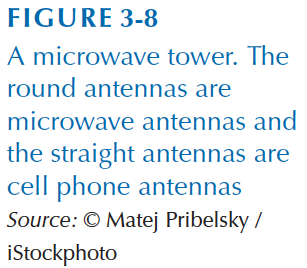 FIGURE 3-8
A microwave tower. The
round antennas are
microwave antennas and
the straight antennas are
cell phone antennas
Source: © Matej Pribelsky /
iStockphoto